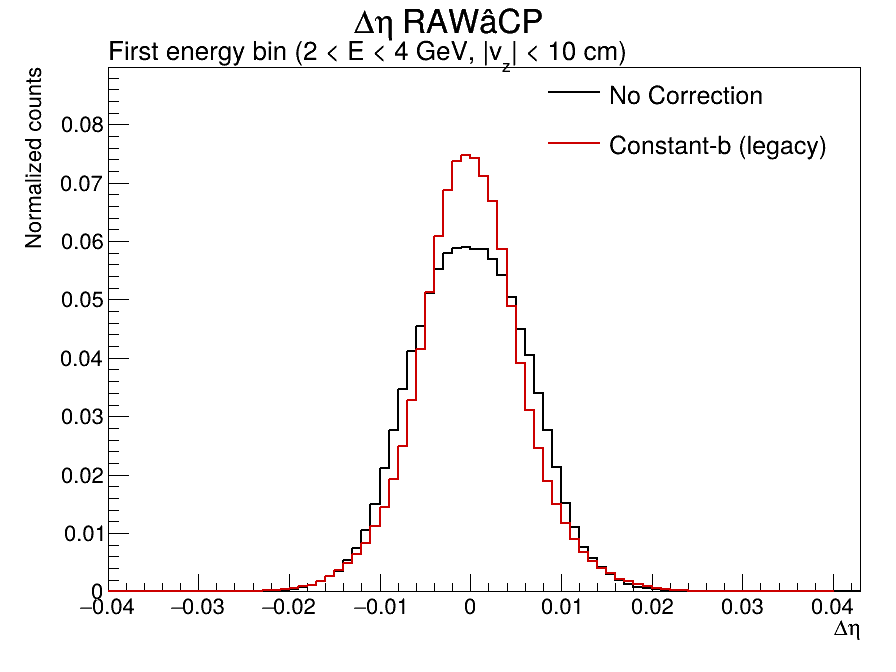 Δη RAWâCP
First energy bin (2 < E < 4 GeV, |v_z| < 10 cm)
Normalized counts
No Correction
Constant-b (legacy)
0.08
0.07
0.06
0.05
0.04
0.03
0.02
0.01
0
−0.04 −0.03 −0.02 −0.01 0 0.01 0.02 0.03 0.04
Δη